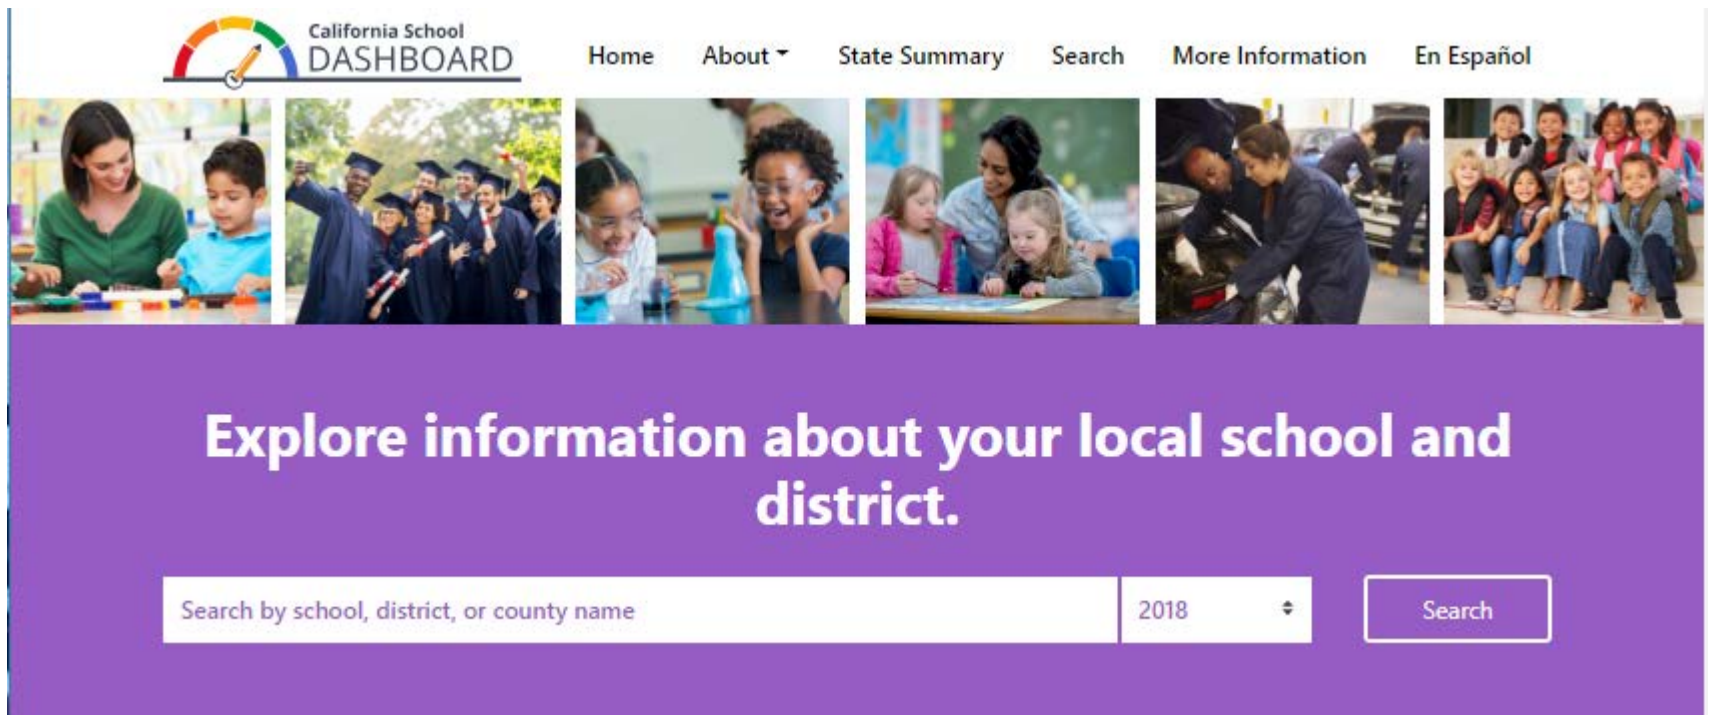 California School
DASHBOARD
Home About State Summary Search More Information En Español
Explore information about your local school and
district.
Search by school, district, or county name 2018 Search